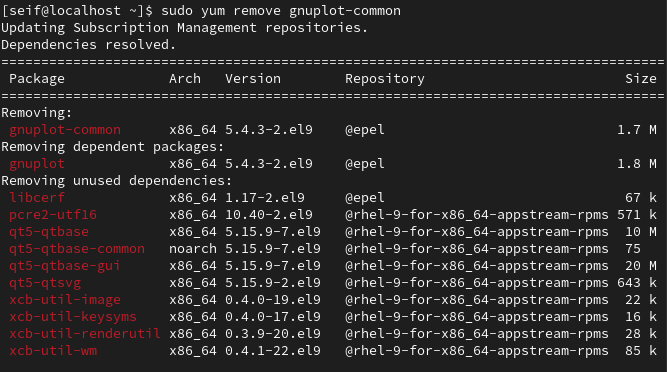 [seif@localhost ~]$ sudo yum remove gnuplot-common
Updating Subscription Management repositories.
Dependencies resolved.
================================================================================
Package Arch Version Repository Size
================================================================================
Removing:
gnuplot-common x86_64 5.4.3-2.el9 @epel 1.7 M
Removing dependent packages:
gnuplot x86_64 5.4.3-2.el9 @epel 1.8 M
Removing unused dependencies:
libcerf x86_64 1.17-2.el9 @epel 67 k
pcre2-utf16 x86_64 10.40-2.el9 @rhel-9-for-x86_64-appstream-rpms 571 k
qt5-qtbase x86_64 5.15.9-7.el9 @rhel-9-for-x86_64-appstream-rpms 10 M
qt5-qtbase-common noarch 5.15.9-7.el9 @rhel-9-for-x86_64-appstream-rpms 75
qt5-qtbase-gui x86_64 5.15.9-7.el9 @rhel-9-for-x86_64-appstream-rpms 20 M
qt5-qtsvg x86_64 5.15.9-2.el9 @rhel-9-for-x86_64-appstream-rpms 643 k
xcb-util-image x86_64 0.4.0-19.el9 @rhel-9-for-x86_64-appstream-rpms 22 k
xcb-util-keysyms x86_64 0.4.0-17.el9 @rhel-9-for-x86_64-appstream-rpms 16 k
xcb-util-renderutil x86_64 0.3.9-20.el9 @rhel-9-for-x86_64-appstream-rpms 28 k
xcb-util-wm x86_64 0.4.1-22.el9 @rhel-9-for-x86_64-appstream-rpms 85 k